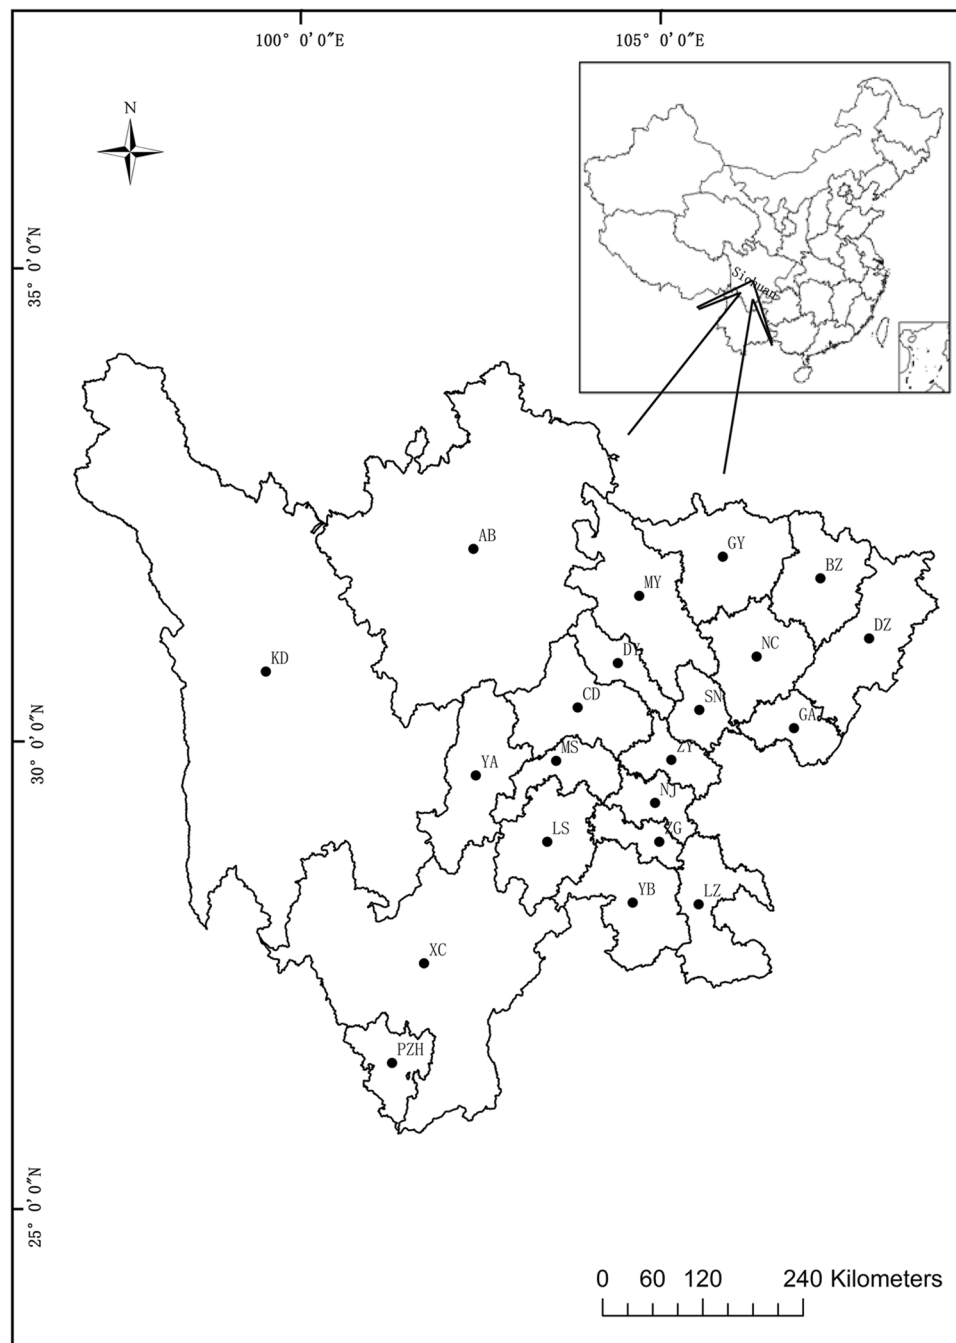 100° 0'0"E
105° 0'0"E
N
35° 0'0"N
Sichuan
AB
GY
BZ
MY
DZ
NC
DY
KD
CD
SN
GA
30° 0'0"N
ZY
MS
YA
NJ
LS
ZG
YB
LZ
XC
PZH
25° 0'0"N
0 60 120 240 Kilometers